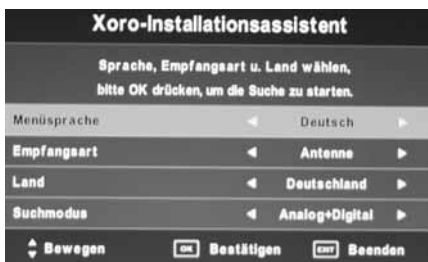 Xoro-Installationsassistent
Sprache, Empfangsart u. Land wählen,
bitte OK drücken, um die Suche zu starten.
Menüsprache Deutsch
Empfangsart Antenne
Land Deutschland
Suchmodus Analog+Digital
Bewegen OK Bestätigen EXIT Beenden